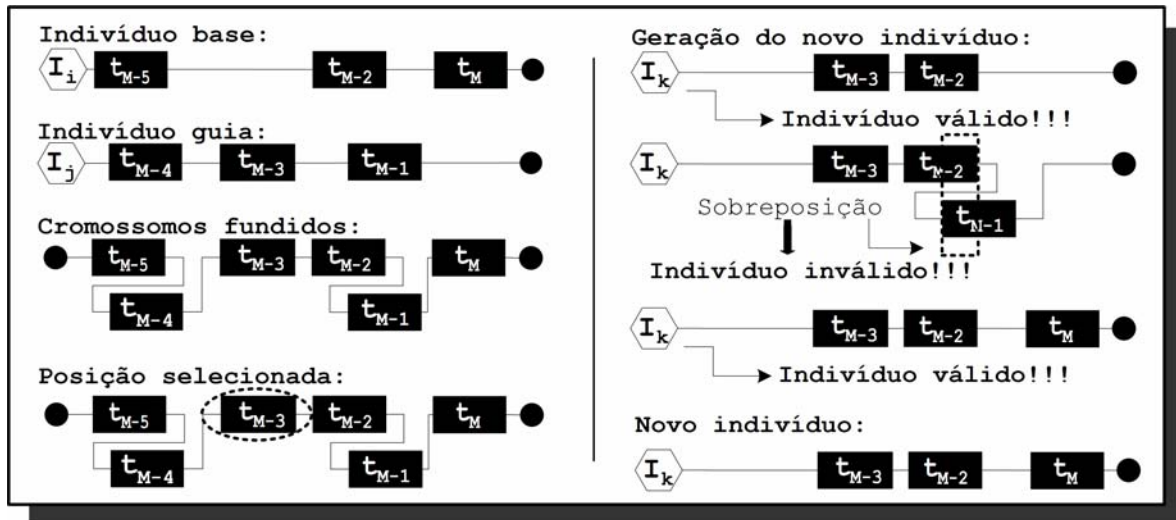 Indivíduo base:
I_i t_M-5 t_M-2 t_M
Indivíduo guia:
I_j t_M-4 t_M-3 t_M-1
Cromossomos fundidos:
t_M-5 t_M-3 t_M-2 t_M
t_M-4 t_M-1
Posição selecionada:
t_M-5 t_M-3 t_M-2 t_M
t_M-4 t_M-1
Geração do novo indivíduo:
I_k t_M-3 t_M-2
Indivíduo válido!!!
I_k t_M-3 t_M-2
Sobreposição
t_N-1
Indivíduo inválido!!!
I_k t_M-3 t_M-2 t_M
Indivíduo válido!!!
Novo indivíduo:
I_k t_M-3 t_M-2 t_M